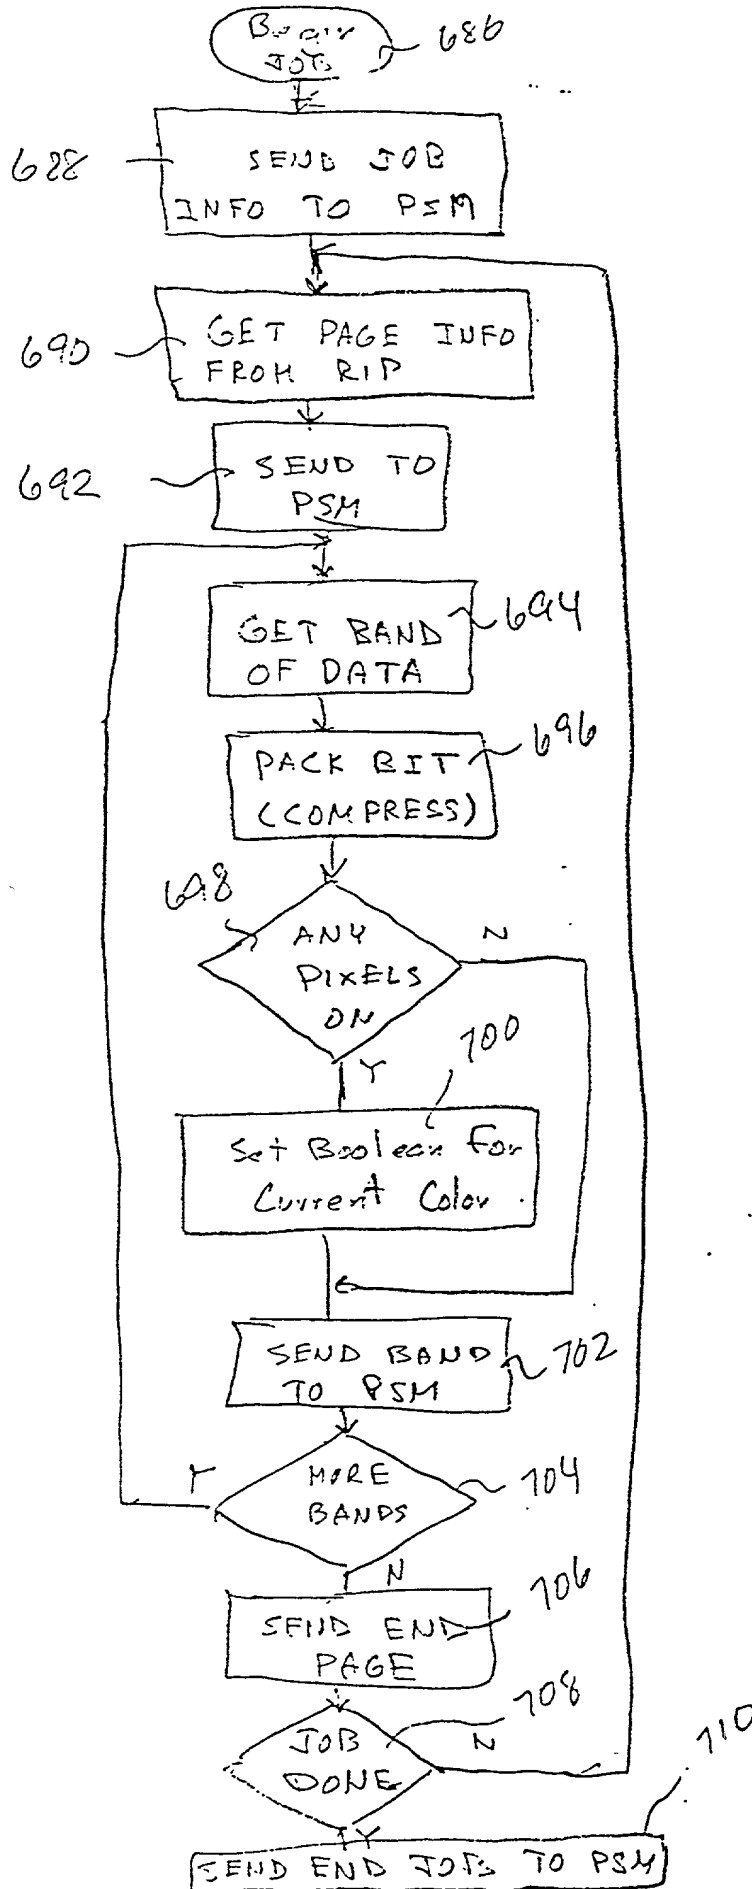 Begin
JOB
686
688
SEND JOB
INFO TO PSM
690
GET PAGE INFO
FROM RIP
692
SEND TO
PSM
694
GET BAND
OF DATA
696
PACK BIT
(COMPRESS)
698
ANY
PIXELS
ON
N
Y
700
Set Boolean For
Current Color
SEND BAND
TO PSM
702
MORE
BANDS
704
Y
N
706
SEND END
PAGE
708
JOB
DONE
N
Y
710
SEND END JOB TO PSM